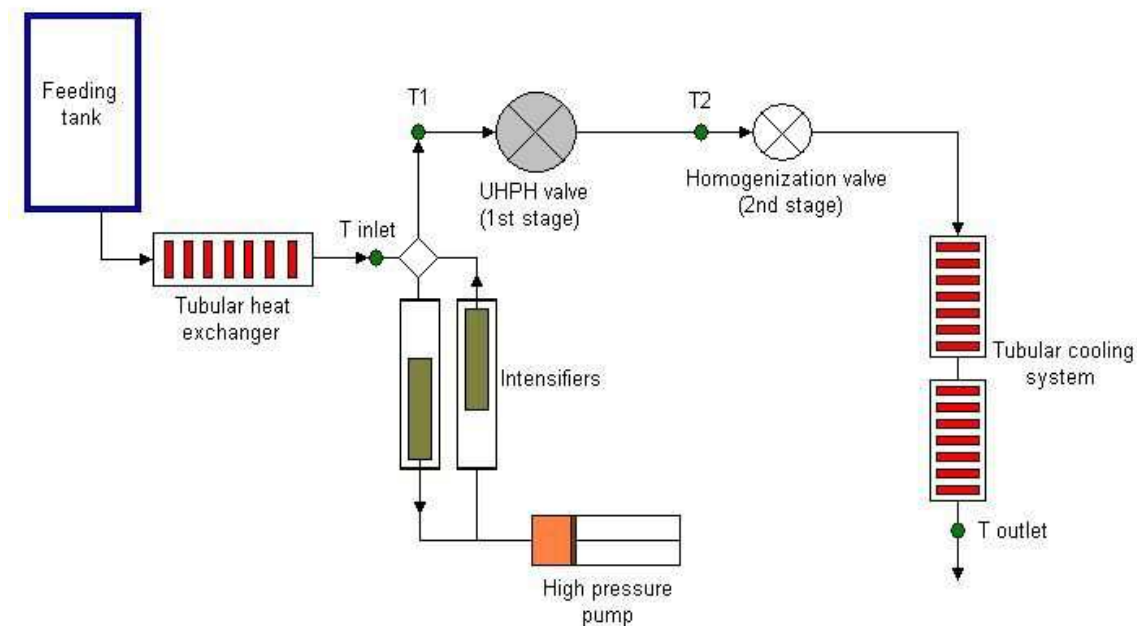 Feeding
tank
T1
T2
UHPH valve
(1st stage)
Homogenization valve
(2nd stage)
T inlet
Tubular heat
exchanger
Intensifiers
Tubular cooling
system
T outlet
High pressure
pump